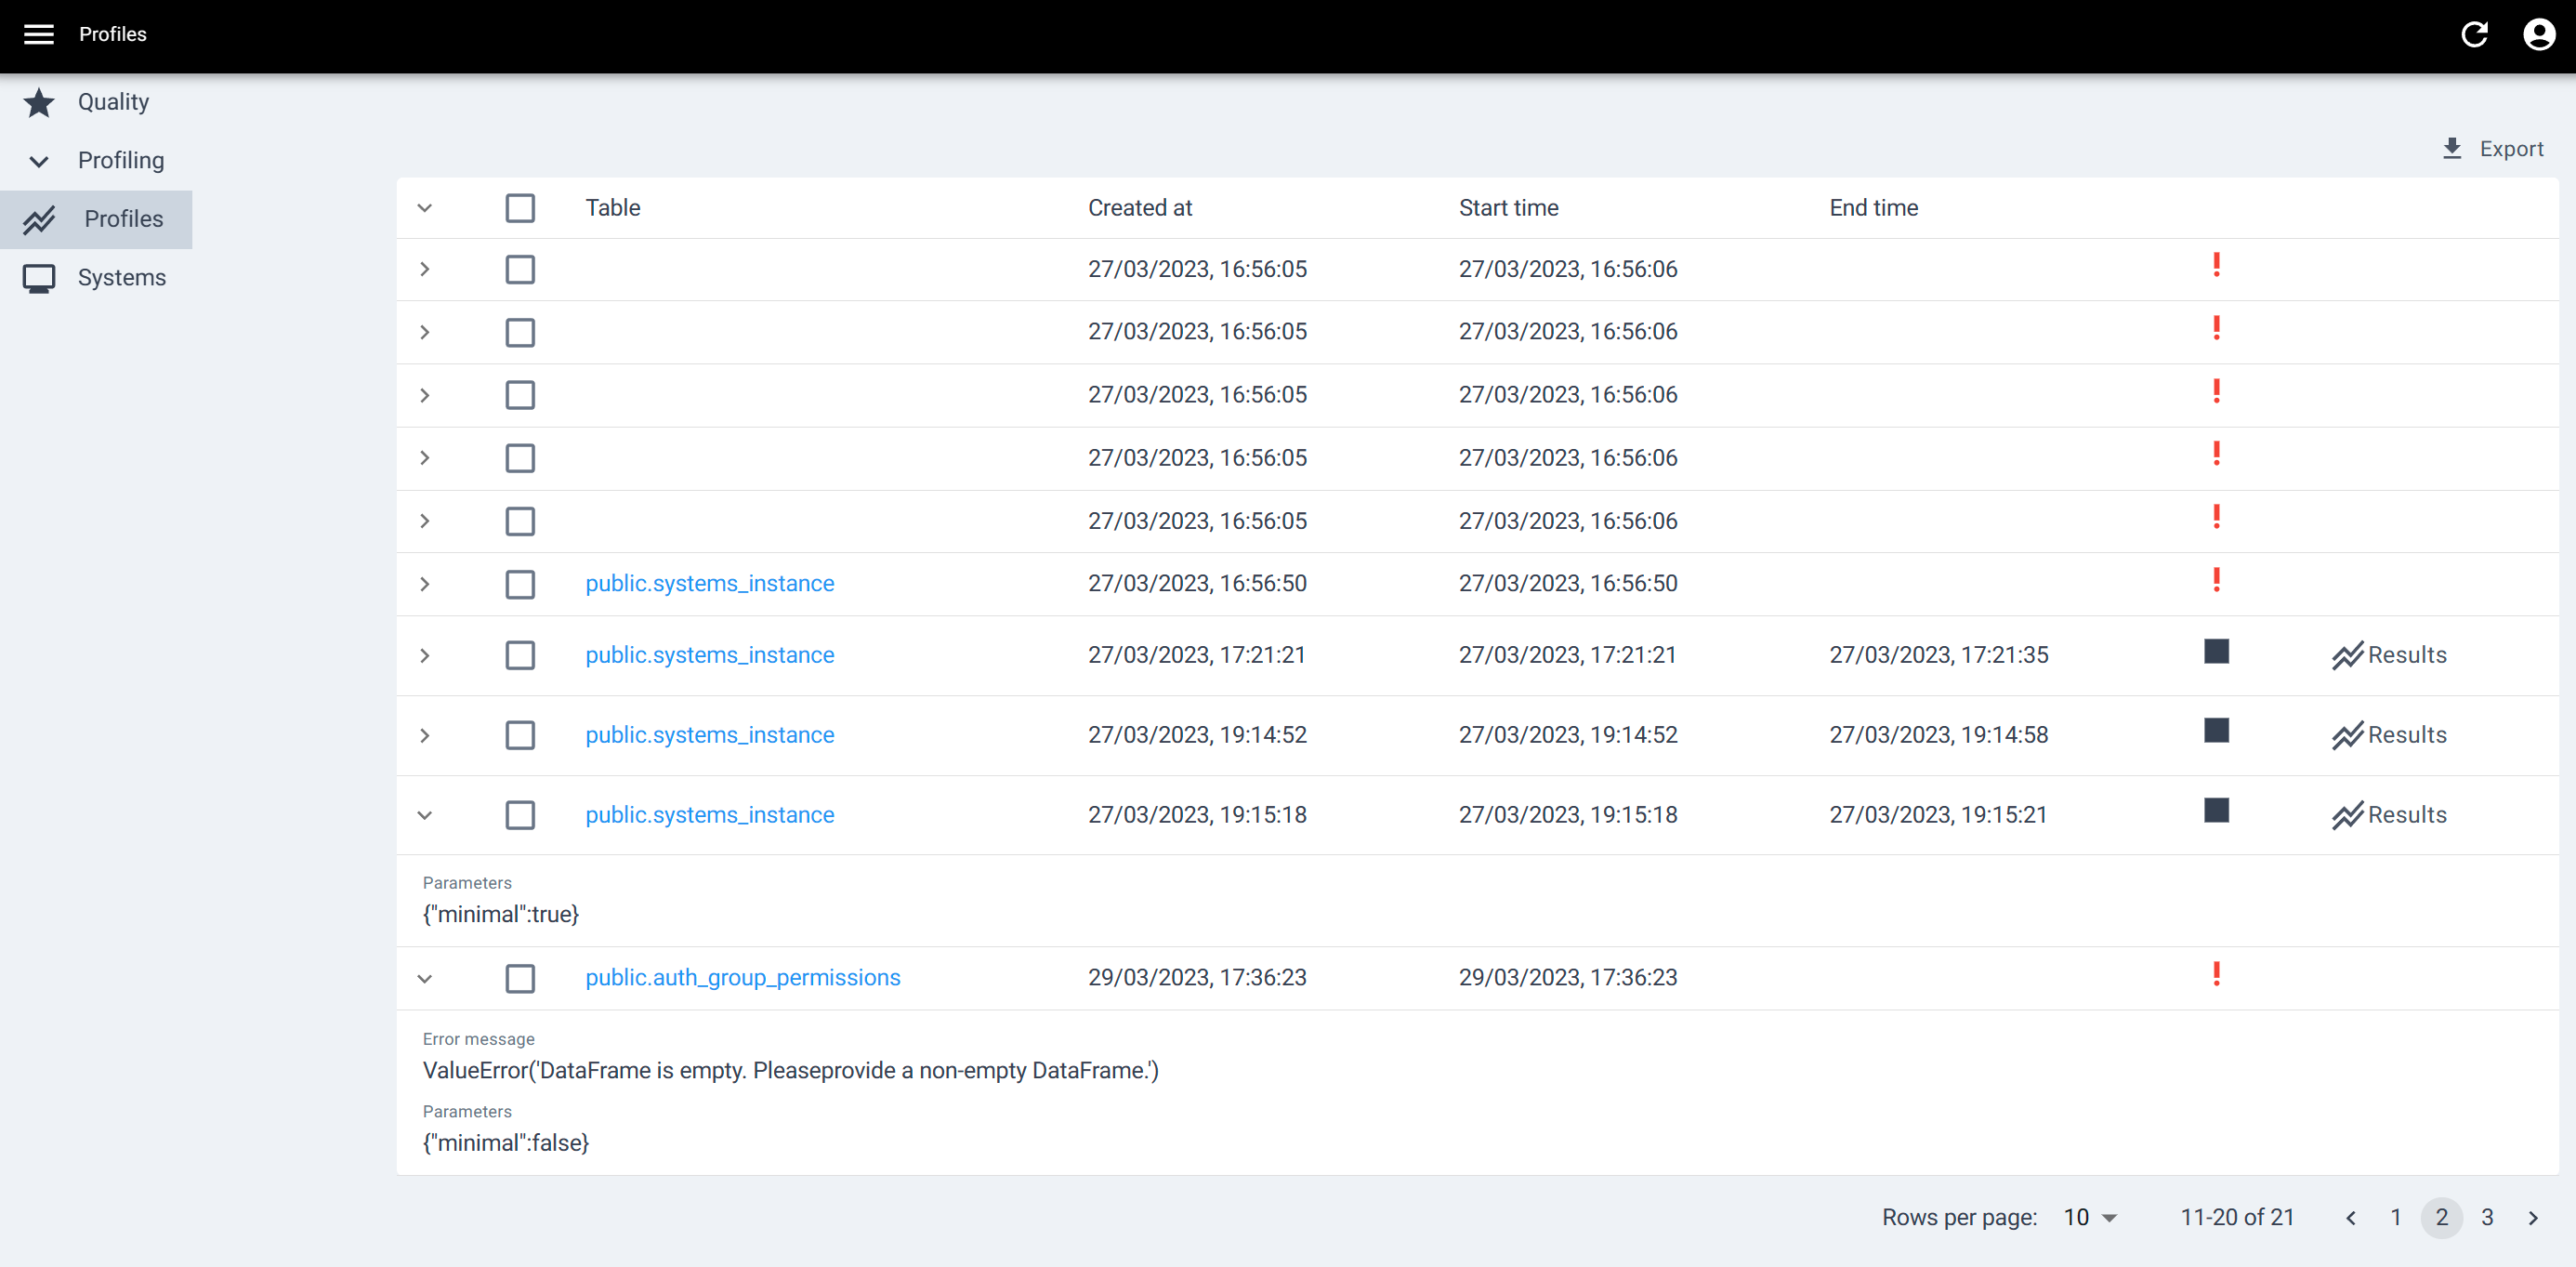 Profiles
Quality
Profiling
Profiles
Systems
Export
Table Created at Start time End time
27/03/2023, 16:56:05 27/03/2023, 16:56:06
27/03/2023, 16:56:05 27/03/2023, 16:56:06
27/03/2023, 16:56:05 27/03/2023, 16:56:06
27/03/2023, 16:56:05 27/03/2023, 16:56:06
27/03/2023, 16:56:05 27/03/2023, 16:56:06
public.systems_instance 27/03/2023, 16:56:50 27/03/2023, 16:56:50
public.systems_instance 27/03/2023, 17:21:21 27/03/2023, 17:21:21 27/03/2023, 17:21:35 Results
public.systems_instance 27/03/2023, 19:14:52 27/03/2023, 19:14:52 27/03/2023, 19:14:58 Results
public.systems_instance 27/03/2023, 19:15:18 27/03/2023, 19:15:18 27/03/2023, 19:15:21 Results
Parameters
{"minimal":true}
public.auth_group_permissions 29/03/2023, 17:36:23 29/03/2023, 17:36:23
Error message
ValueError('DataFrame is empty. Pleaseprovide a non-empty DataFrame.')
Parameters
{"minimal":false}
Rows per page: 10 11-20 of 21 1 2 3